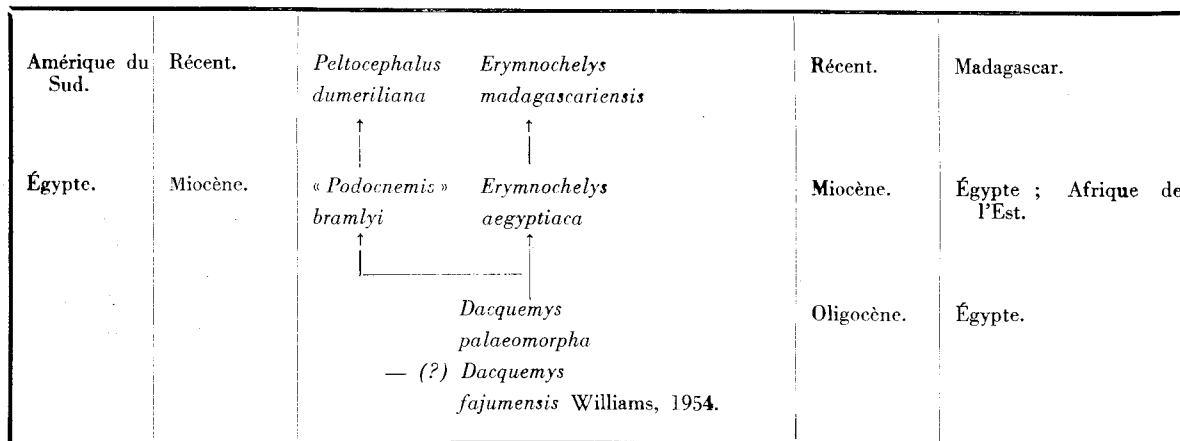 Amérique du Récent. Peltocephalus Erymnochelys Récent. Madagascar.
Sud. dumeriliana madagascariensis
Égypte. Miocène. « Podocnemis » Erymnochelys Miocène. Égypte ; Afrique de
bramlyi aegyptiaca l'Est.
Dacquemys Oligocène. Égypte.
palaeomorpha
— (?) Dacquemys
fajumensis Williams, 1954.